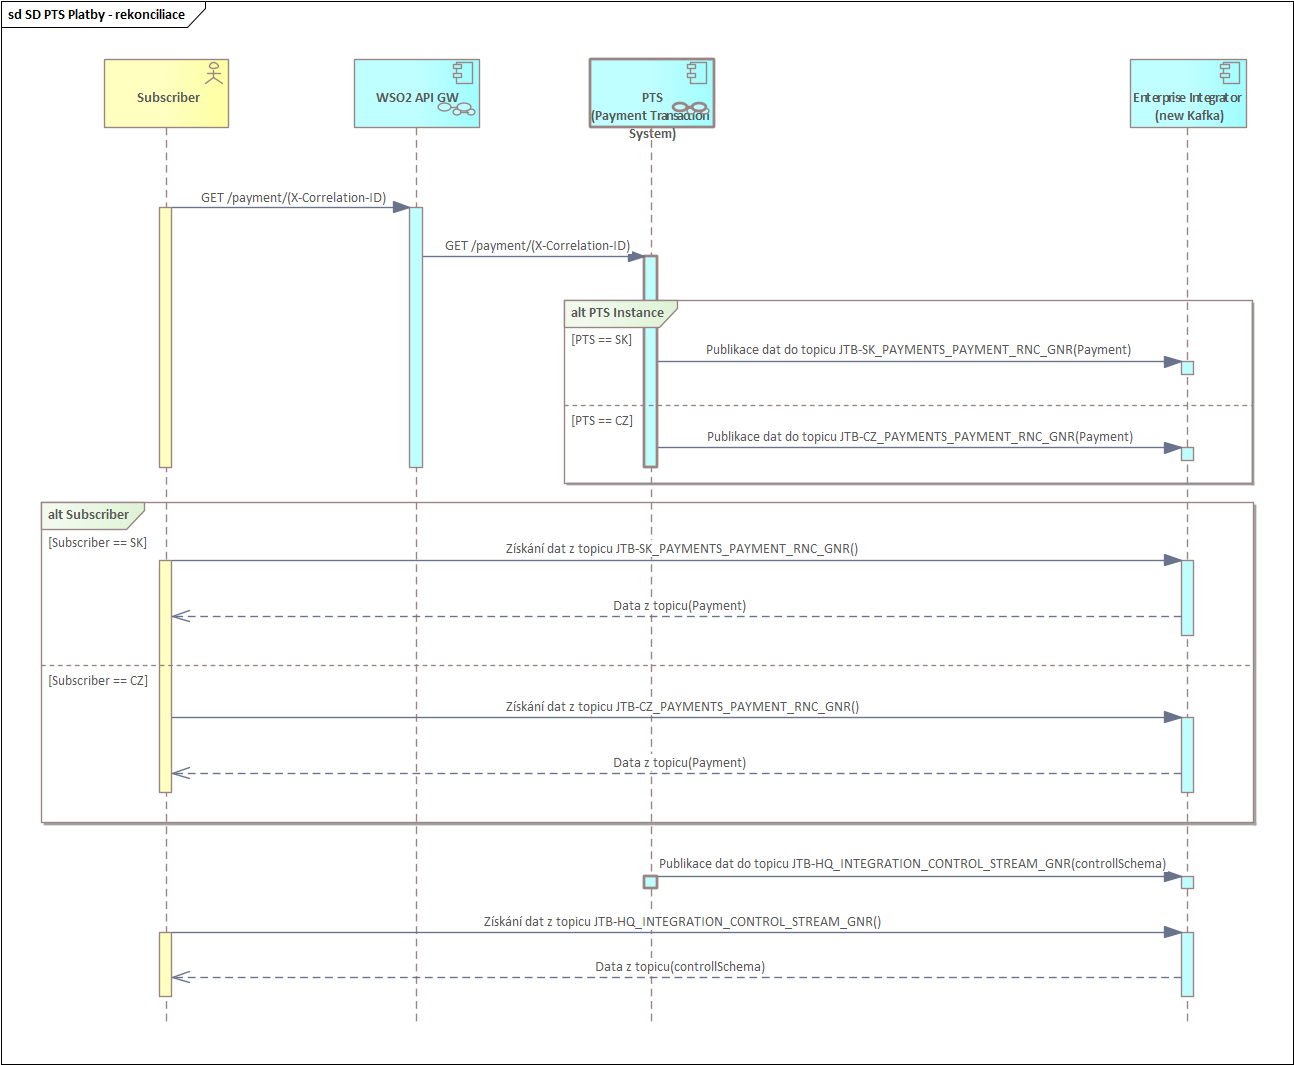 sd SD PTS Platby - rekonciliace
Subscriber
WSO2 API GW
PTS
(Payment Transaction
System)
Enterprise Integrator
(new Kafka)
GET /payment/(X-Correlation-ID)
GET /payment/(X-Correlation-ID)
alt PTS Instance
[PTS == SK]
Publikace dat do topicu JTB-SK_PAYMENTS_PAYMENT_RNC_GNR(Payment)
[PTS == CZ]
Publikace dat do topicu JTB-CZ_PAYMENTS_PAYMENT_RNC_GNR(Payment)
alt Subscriber
[Subscriber == SK]
Získání dat z topicu JTB-SK_PAYMENTS_PAYMENT_RNC_GNR()
Data z topicu(Payment)
[Subscriber == CZ]
Získání dat z topicu JTB-CZ_PAYMENTS_PAYMENT_RNC_GNR()
Data z topicu(Payment)
Publikace dat do topicu JTB-HQ_INTEGRATION_CONTROL_STREAM_GNR(controllSchema)
Získání dat z topicu JTB-HQ_INTEGRATION_CONTROL_STREAM_GNR()
Data z topicu(controllSchema)